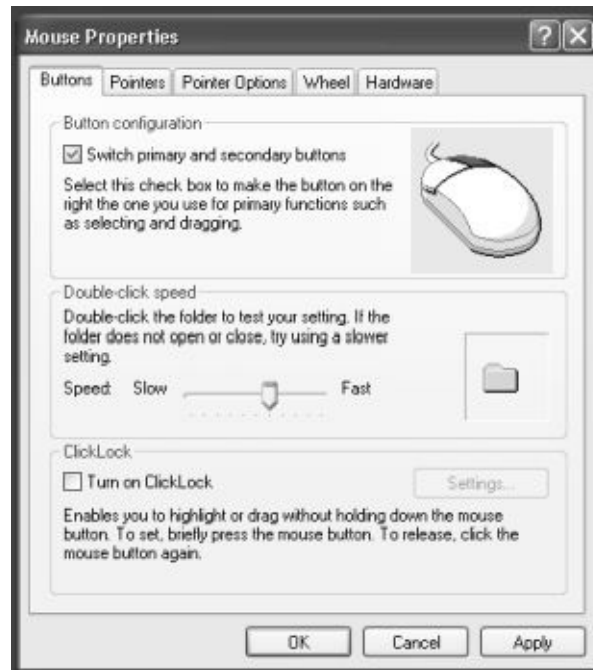 Mouse Properties
Buttons Pointers Pointer Options Wheel Hardware
Button configuration
Switch primary and secondary buttons
Select this check box to make the button on the
right the one you use for primary functions such
as selecting and dragging.
Double-click speed
Double-click the folder to test your setting. If the
folder does not open or close, try using a slower
setting.
Speed: Slow Fast
ClickLock
Turn on ClickLock Settings...
Enables you to highlight or drag without holding down the mouse
button. To set, briefly press the mouse button. To release, click the
mouse button again.
OK Cancel Apply